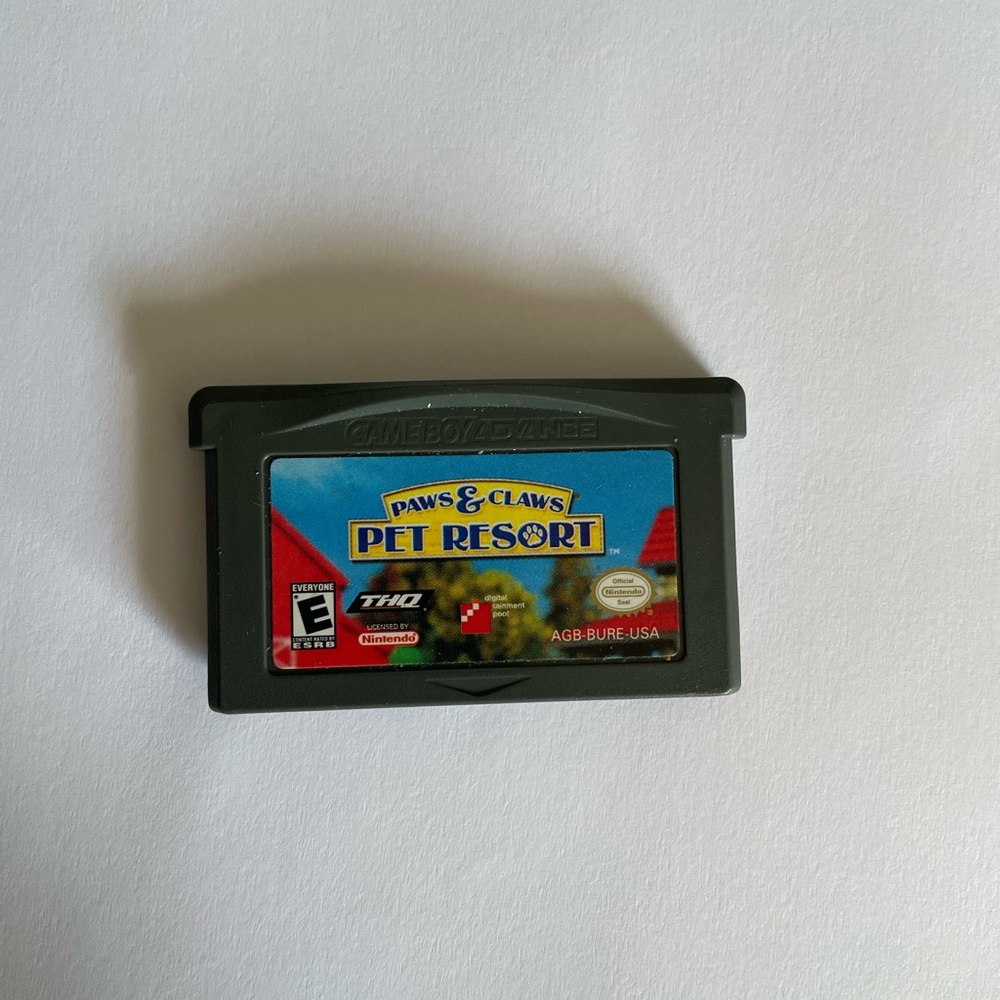 GAME BOY ADVANCE
PAWS & CLAWS
PET RESORT
TM
EVERYONE
E
CONTENT RATED BY
ESRB
THQ
LICENSED BY
Nintendo
digital
tainment
pool
Official
Nintendo
Seal
AGB-BURE-USA